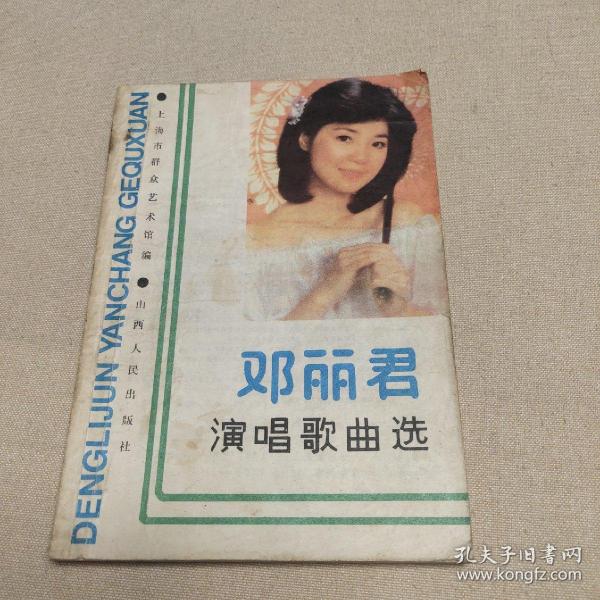 DENGLIJUN YANCHANG GEQUXUAN
●上海市群众艺术馆编●山西人民出版社
邓丽君
演唱歌曲选
孔夫子旧书网
www.kongfz.com